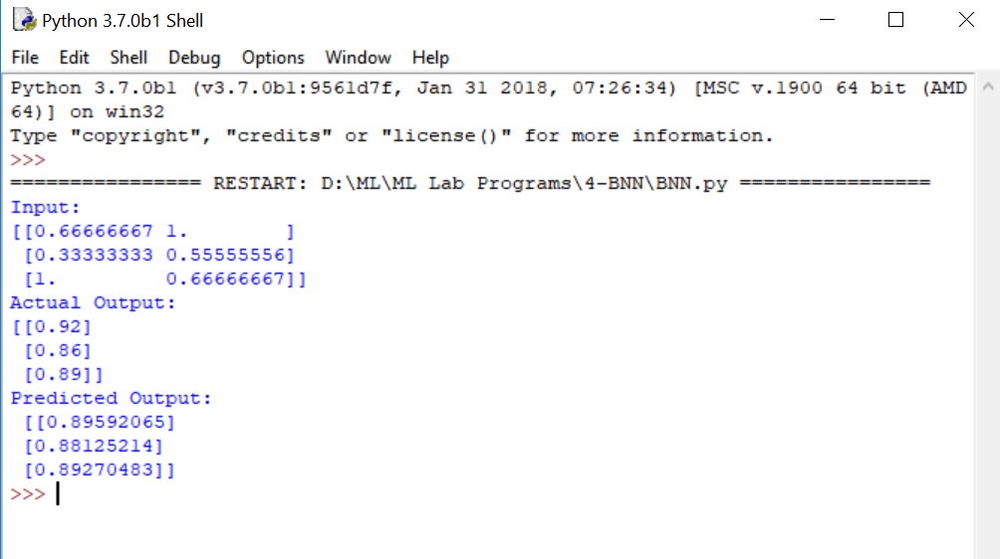 Python 3.7.0b1 Shell
File Edit Shell Debug Options Window Help
Python 3.7.0b1 (v3.7.0b1:9561d7f, Jan 31 2018, 07:26:34) [MSC v.1900 64 bit (AMD
64)] on win32
Type "copyright", "credits" or "license()" for more information.
>>>
================ RESTART: D:\ML\ML Lab Programs\4-BNN\BNN.py ================
Input:
[[0.66666667 1.        ]
 [0.33333333 0.55555556]
 [1.         0.66666667]]
Actual Output:
[[0.92]
 [0.86]
 [0.89]]
Predicted Output:
 [[0.89592065]
 [0.88125214]
 [0.89270483]]
>>>